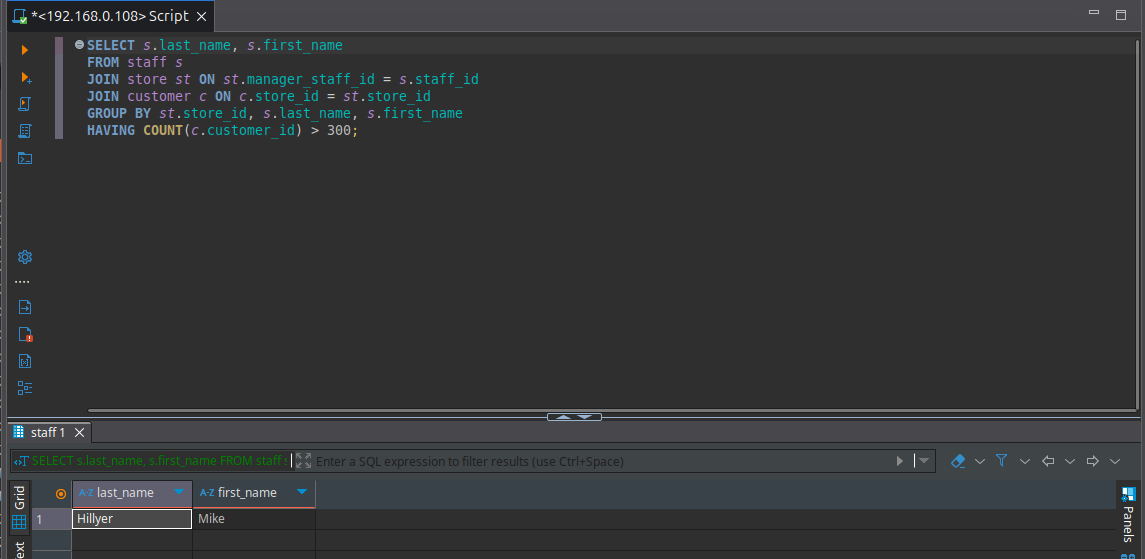 *<192.168.0.108> Script
SELECT s.last_name, s.first_name
FROM staff s
JOIN store st ON st.manager_staff_id = s.staff_id
JOIN customer c ON c.store_id = st.store_id
GROUP BY st.store_id, s.last_name, s.first_name
HAVING COUNT(c.customer_id) > 300;
staff 1
SELECT s.last_name, s.first_name FROM staff s
Enter a SQL expression to filter results (use Ctrl+Space)
Grid
A-Z last_name
A-Z first_name
1
Hillyer
Mike
Panels